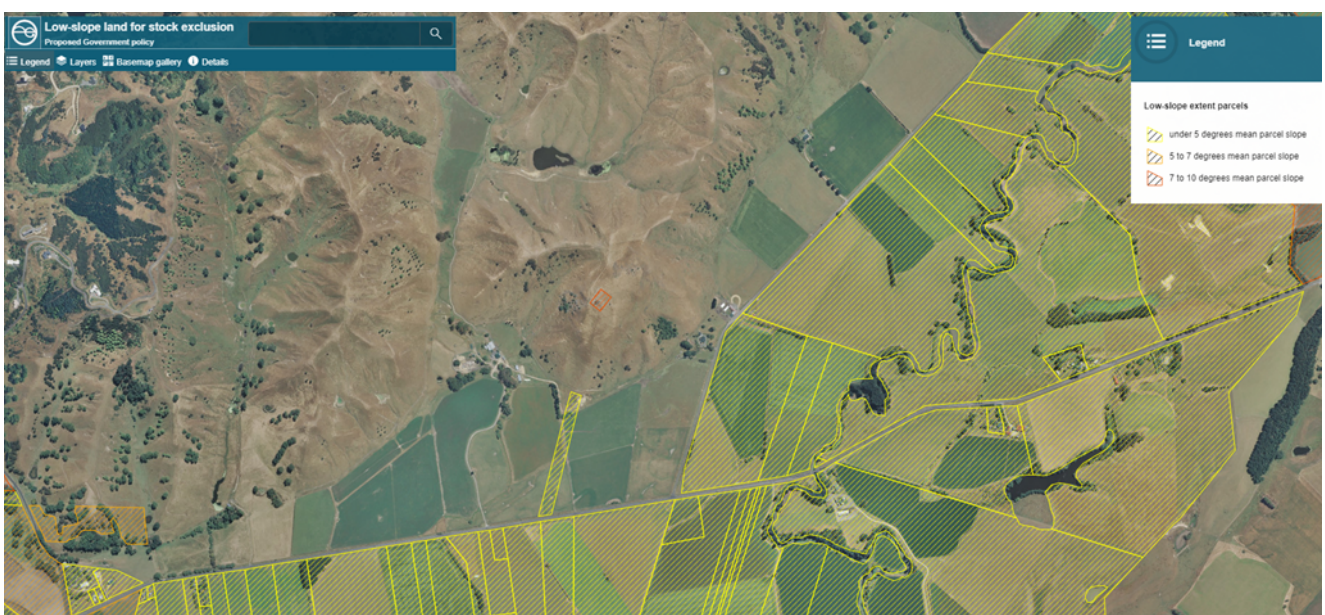 Low-slope land for stock exclusion
Proposed Government policy
Legend Layers Basemap gallery Details
Legend
Low-slope extent parcels
under 5 degrees mean parcel slope
5 to 7 degrees mean parcel slope
7 to 10 degrees mean parcel slope